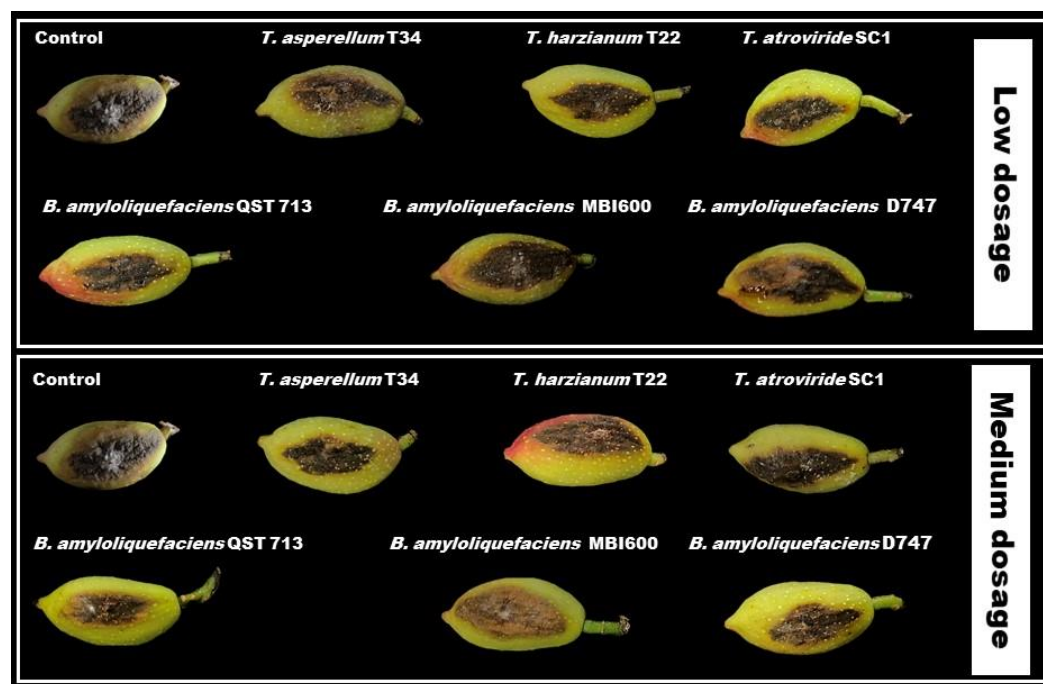 Control
T. asperellum T34
T. harzianum T22
T. atroviride SC1
Low dosage
B. amyloliquefaciens QST 713
B. amyloliquefaciens MBI600
B. amyloliquefaciens D747
Control
T. asperellum T34
T. harzianum T22
T. atroviride SC1
Medium dosage
B. amyloliquefaciens QST 713
B. amyloliquefaciens MBI600
B. amyloliquefaciens D747